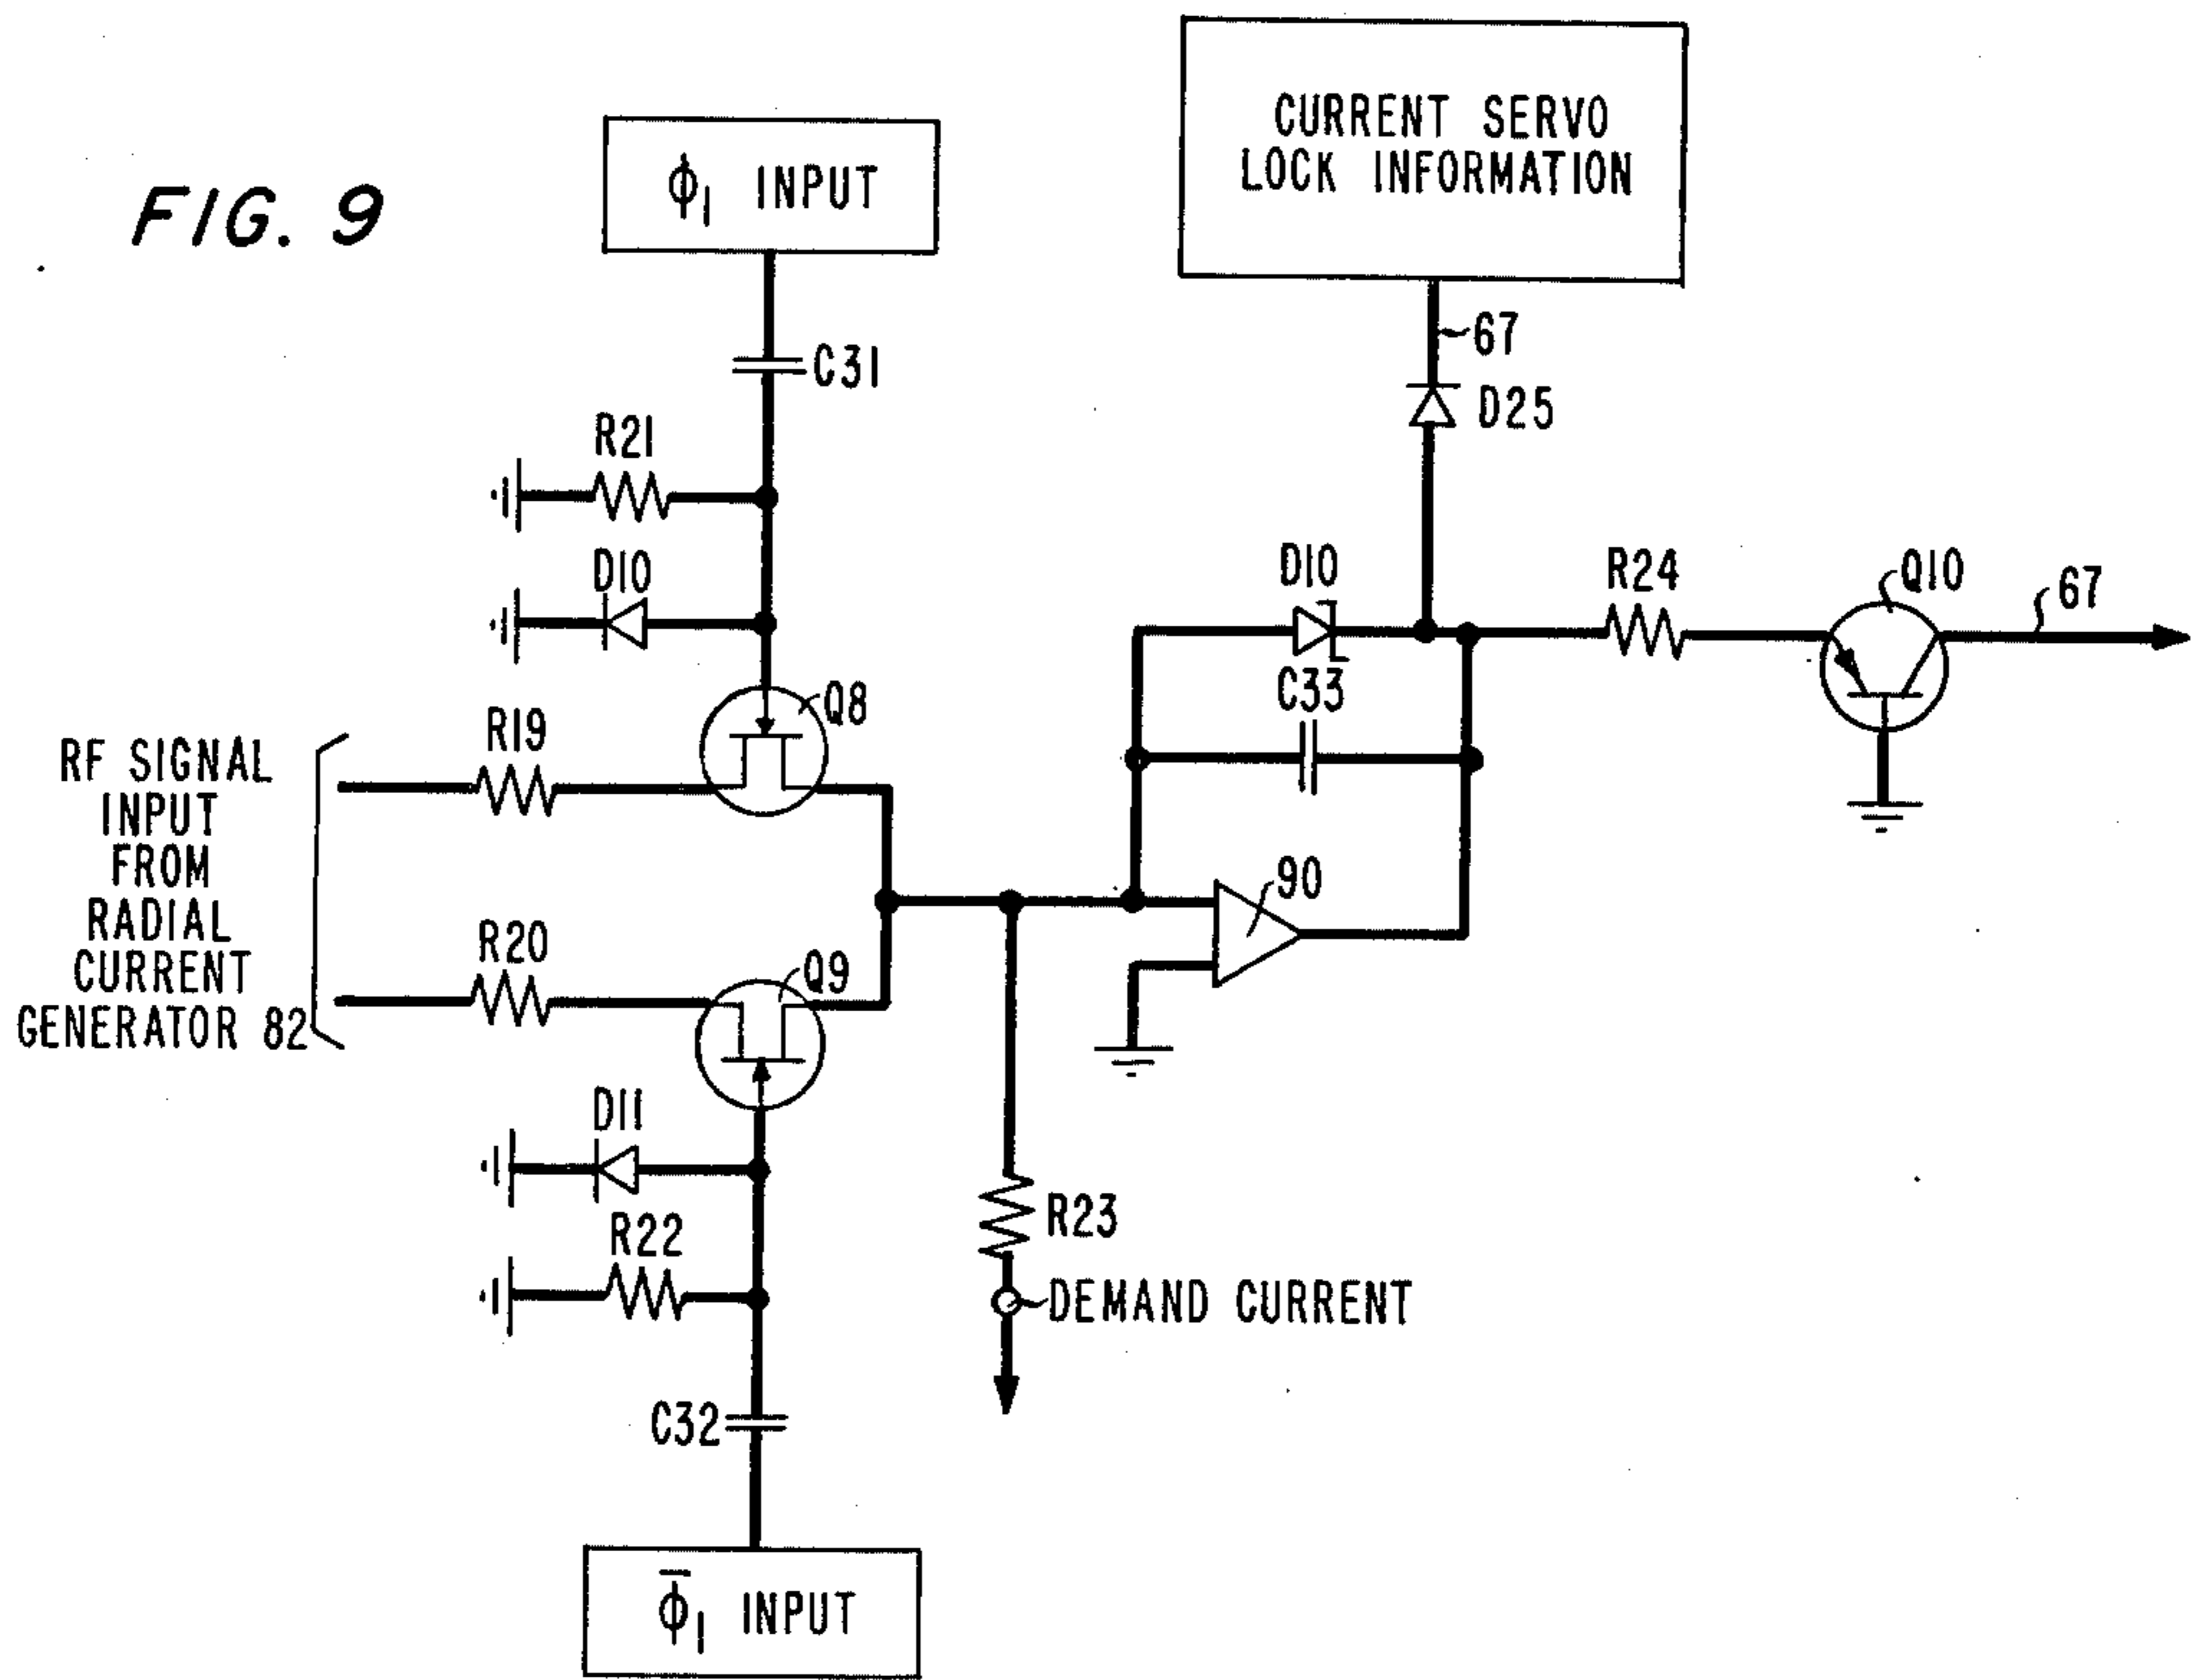 FIG. 9
ϕ1 INPUT
CURRENT SERVO
LOCK INFORMATION
67
C31
D25
R21
D10
D10
R24
Q10
67
C33
Q8
R19
RF SIGNAL
INPUT
FROM
RADIAL
CURRENT
GENERATOR 82
90
R20
Q9
D11
R23
R22
DEMAND CURRENT
C32
ϕ̅1 INPUT